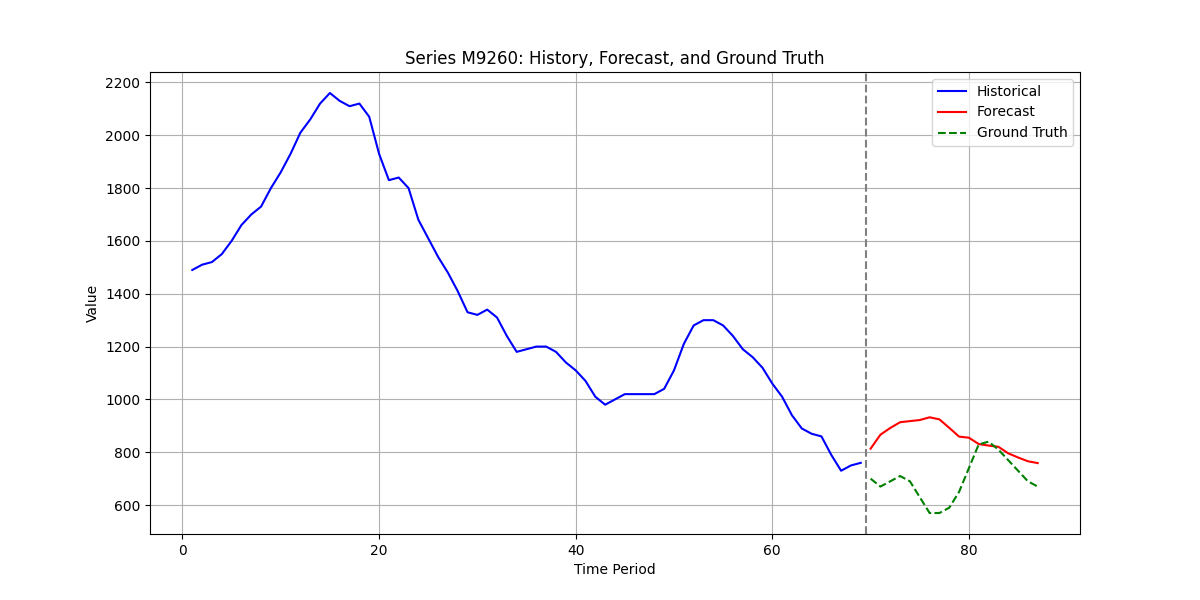 Series M9260: History, Forecast, and Ground Truth
Historical
Forecast
Ground Truth
Value
2200
2000
1800
1600
1400
1200
1000
800
600
0 20 40 60 80
Time Period